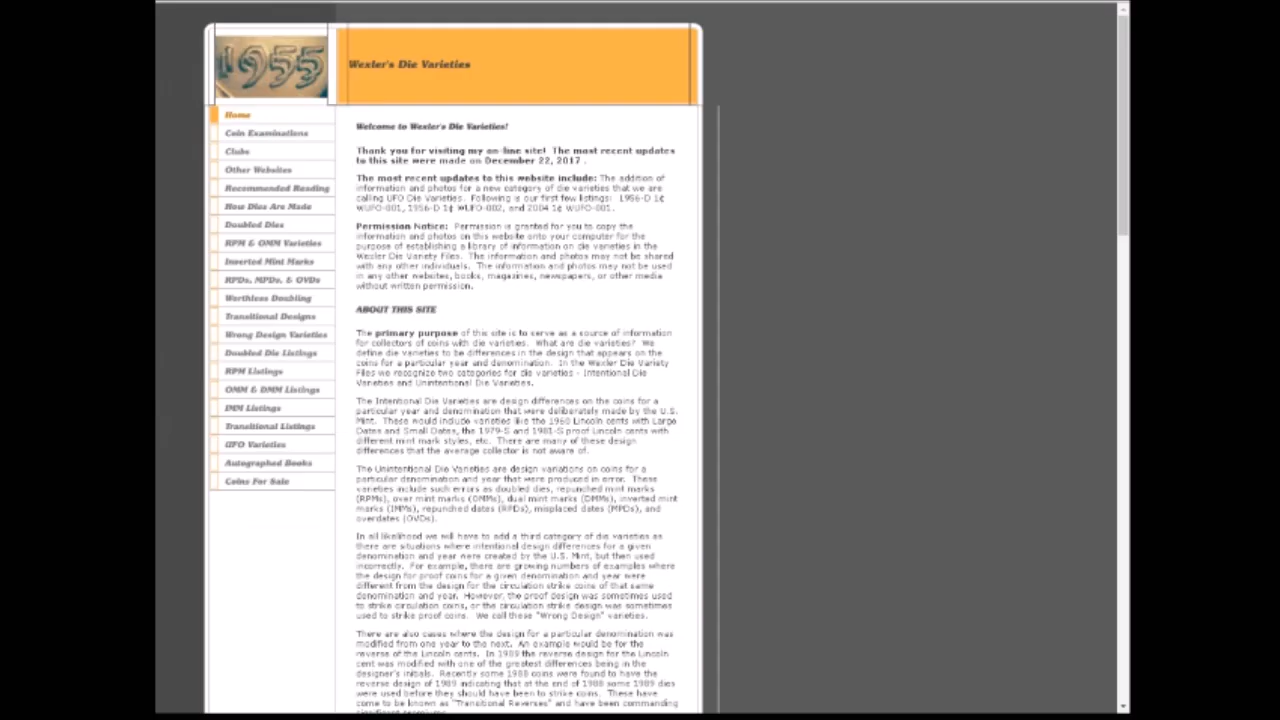 1955
Wexler's Die Varieties
Home
Coin Examinations
Clubs
Other Websites
Recommended Reading
How Dies Are Made
Doubled Dies
RPM & OMM Varieties
Inverted Mint Marks
RPDs, MPDs, & OVDs
Worthless Doubling
Transitional Designs
Wrong Design Varieties
Doubled Die Listings
RPM Listings
OMM & DMM Listings
IMM Listings
Transitional Listings
UFO Varieties
Autographed Books
Coins For Sale
Welcome to Wexler's Die Varieties!
Thank you for visiting my on-line site! The most recent updates
to this site were made on December 22, 2017 .
The most recent updates to this website include: The addition of
information and photos for a new category of die varieties that we are
calling UFO Die Varieties. Following is our first few listings: 1956-D 1¢
WUFO-001, 1956-D 1¢ WUFO-002, and 2004 1¢ WUFO-001.
Permission Notice: Permission is granted for you to copy the
information and photos on this website onto your computer for the
purpose of establishing a library of information on die varieties in the
Wexler Die Variety Files. The information and photos may not be shared
with any other individuals. The information and photos may not be used
in any other websites, books, magazines, newspapers, or other media
without written permission.
ABOUT THIS SITE
The primary purpose of this site is to serve as a source of information
for collectors of coins with die varieties. What are die varieties? We
define die varieties to be differences in the design that appears on the
coins for a particular year and denomination. In the Wexler Die Variety
Files we recognize two categories for die varieties - Intentional Die
Varieties and Unintentional Die Varieties.
The Intentional Die Varieties are design differences on the coins for a
particular year and denomination that were deliberately made by the U.S.
Mint. These would include varieties like the 1960 Lincoln cents with Large
Dates and Small Dates, the 1979-S and 1981-S proof Lincoln cents with
different mint mark styles, etc. There are many of these design
differences that the average collector is not aware of.
The Unintentional Die Varieties are design variations on coins for a
particular denomination and year that were produced in error. These
varieties include such errors as doubled dies, repunched mint marks
(RPMs), over mint marks (OMMs), dual mint marks (DMMs), inverted mint
marks (IMMs), repunched dates (RPDs), misplaced dates (MPDs), and
overdates (OVDs).
In all likelihood we will have to add a third category of die varieties as
there are situations where intentional design differences for a given
denomination and year were created by the U.S. Mint, but then used
incorrectly. For example, there are growing numbers of examples where
the design for proof coins for a given denomination and year were
different from the design for the circulation strike coins of that same
denomination and year. However, the proof design was sometimes used
to strike circulation coins, or the circulation strike design was sometimes
used to strike proof coins. We call these "Wrong Design" varieties.
There are also cases where the design for a particular denomination was
modified from one year to the next. An example would be for the
reverse of the Lincoln cents. In 1989 the reverse design for the Lincoln
cent was modified with one of the greatest differences being in the
designer's initials. Recently some 1988 coins were found to have the
reverse design of 1989 indicating that at the end of 1988 some 1989 dies
were used before they should have been to strike coins. These have
come to be known as "Transitional Reverses" and have been commanding